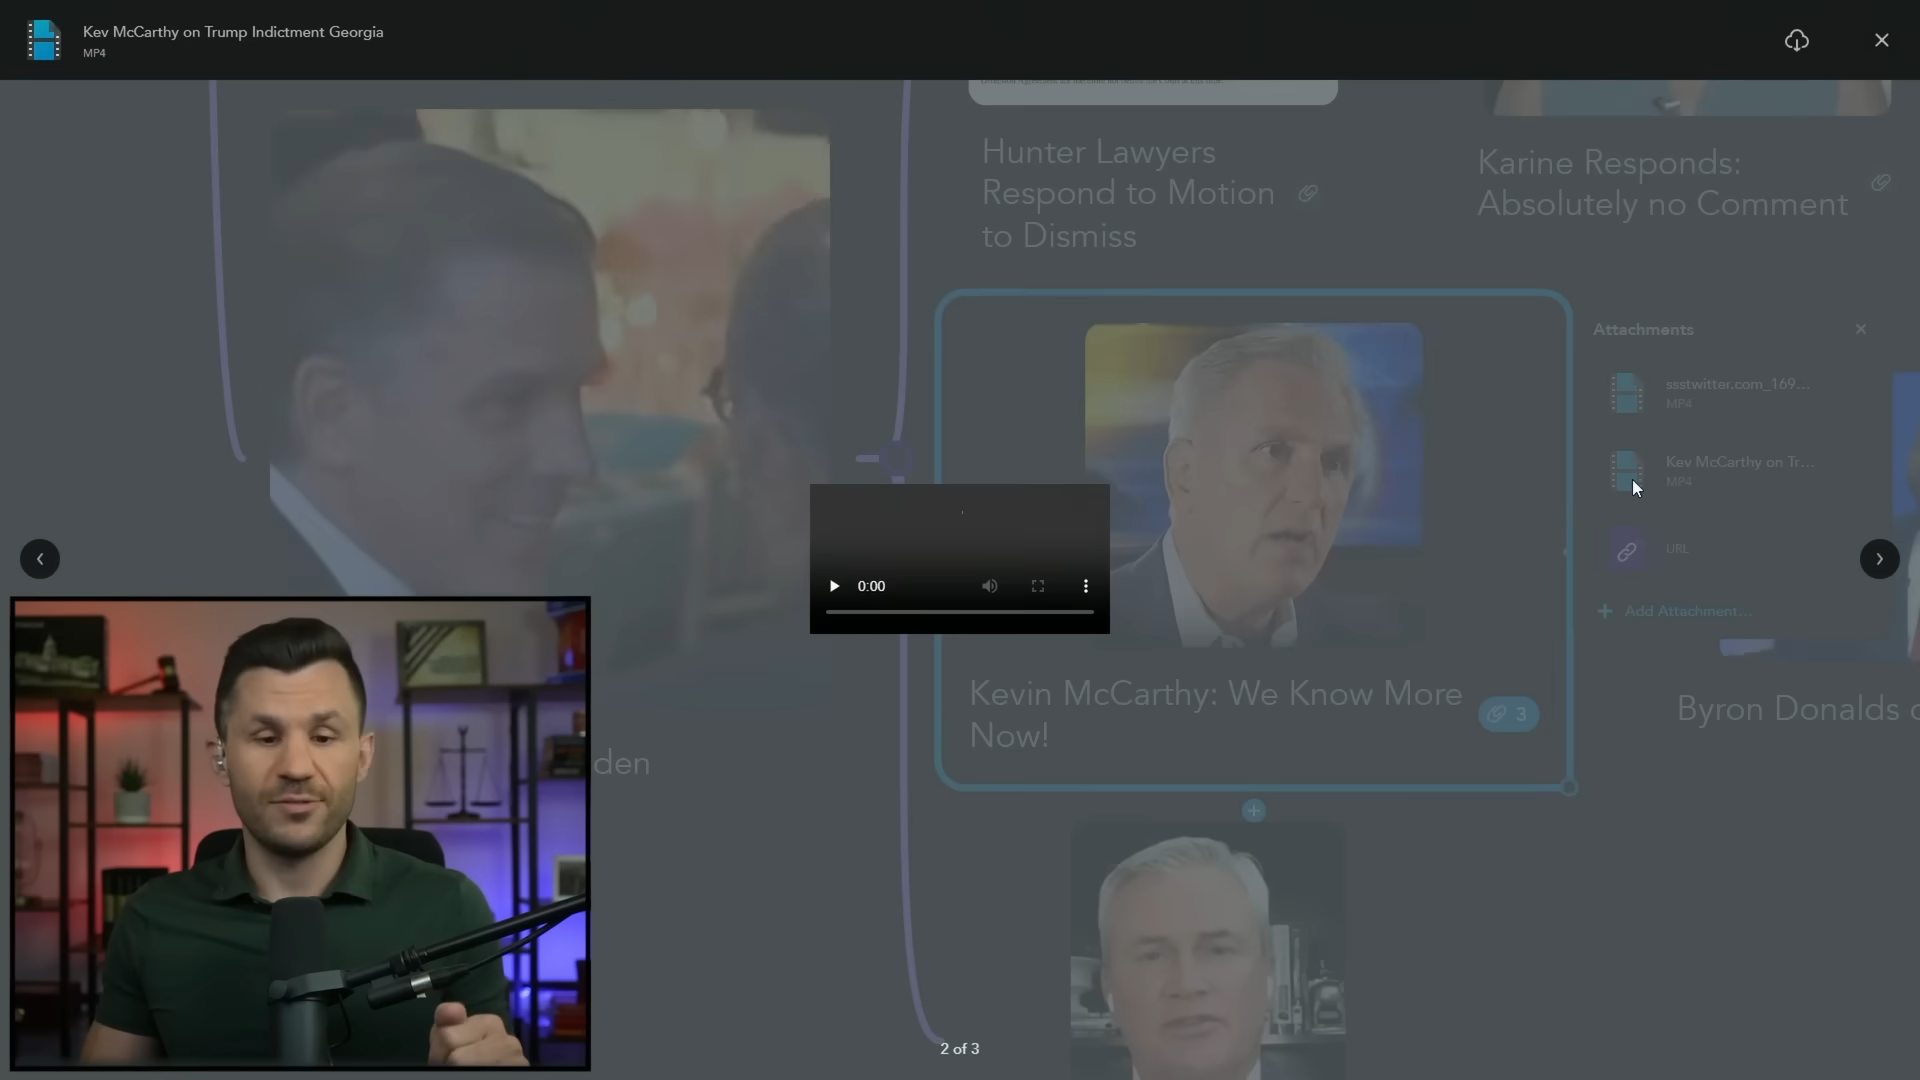 Kev McCarthy on Trump Indictment Georgia
MP4
Hunter Lawyers
Respond to Motion
to Dismiss
Karine Responds:
Absolutely no Comment
Attachments
ssstwitter.com_169...
MP4
Kev McCarthy on Tr...
MP4
URL
Add Attachment...
0:00
Kevin McCarthy: We Know More
Now!
3
Byron Donalds
den
2 of 3